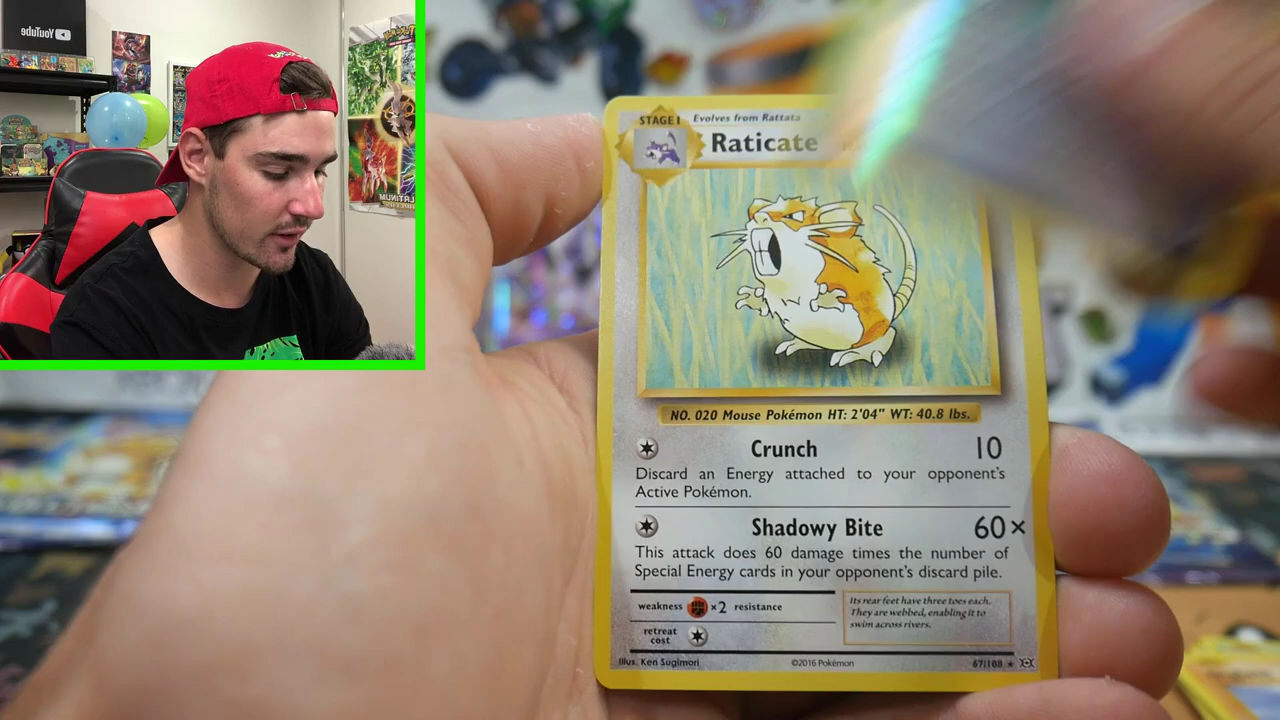 YouTube
PLATINUM
STAGE 1 Evolves from Rattata
Raticate
NO. 020 Mouse Pokémon HT: 2'04" WT: 40.8 lbs.
Crunch 10
Discard an Energy attached to your opponent's
Active Pokémon.
Shadowy Bite 60×
This attack does 60 damage times the number of
Special Energy cards in your opponent's discard pile.
weakness ×2 resistance
retreat
cost
Its rear feet have three toes each.
They are webbed, enabling it to
swim across rivers.
Illus. Ken Sugimori ©2016 Pokémon 67/108 ★